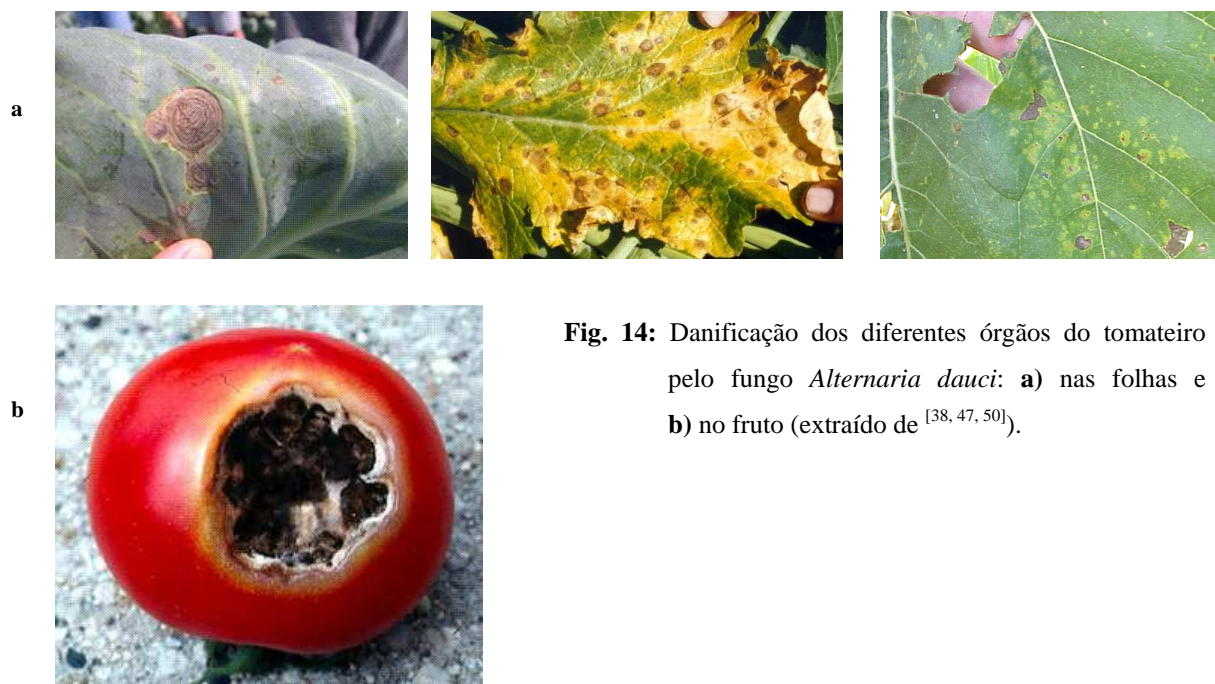 a
b
Fig. 14: Danificação dos diferentes órgãos do tomateiro
pelo fungo Alternaria dauci: a) nas folhas e
b) no fruto (extraído de [38, 47, 50]).